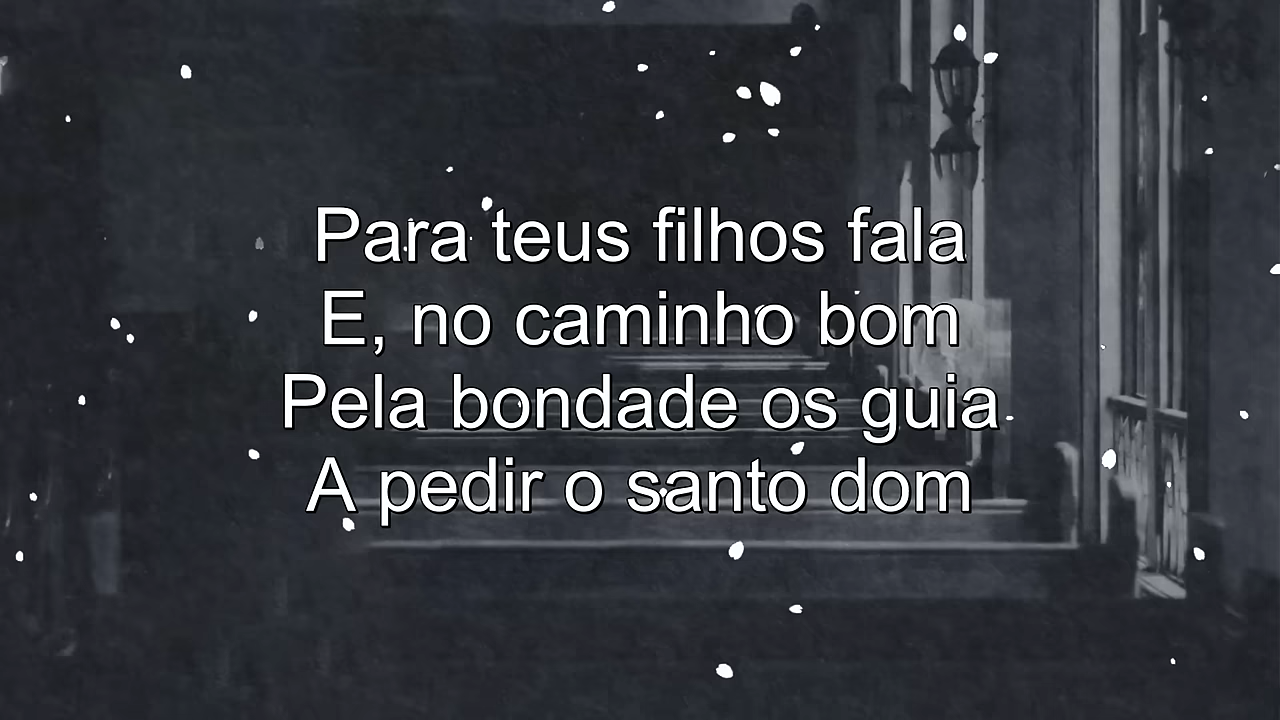 Para teus filhos fala
E, no caminho bom
Pela bondade os guia
A pedir o santo dom